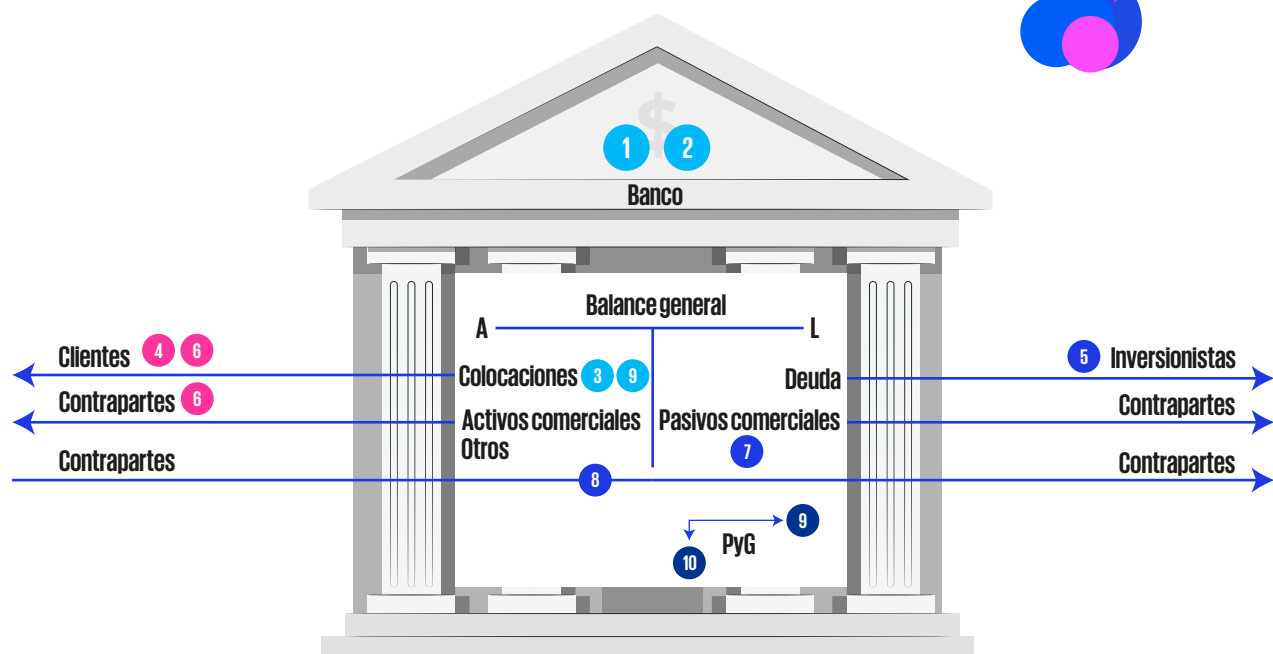 $
1 2
Banco
Balance general
A L
Clientes 4 6
Colocaciones 3 9
Deuda
5 Inversionistas
Contrapartes 6
Activos comerciales
Pasivos comerciales
Contrapartes
Otros
7
Contrapartes
8
Contrapartes
9
PyG
10